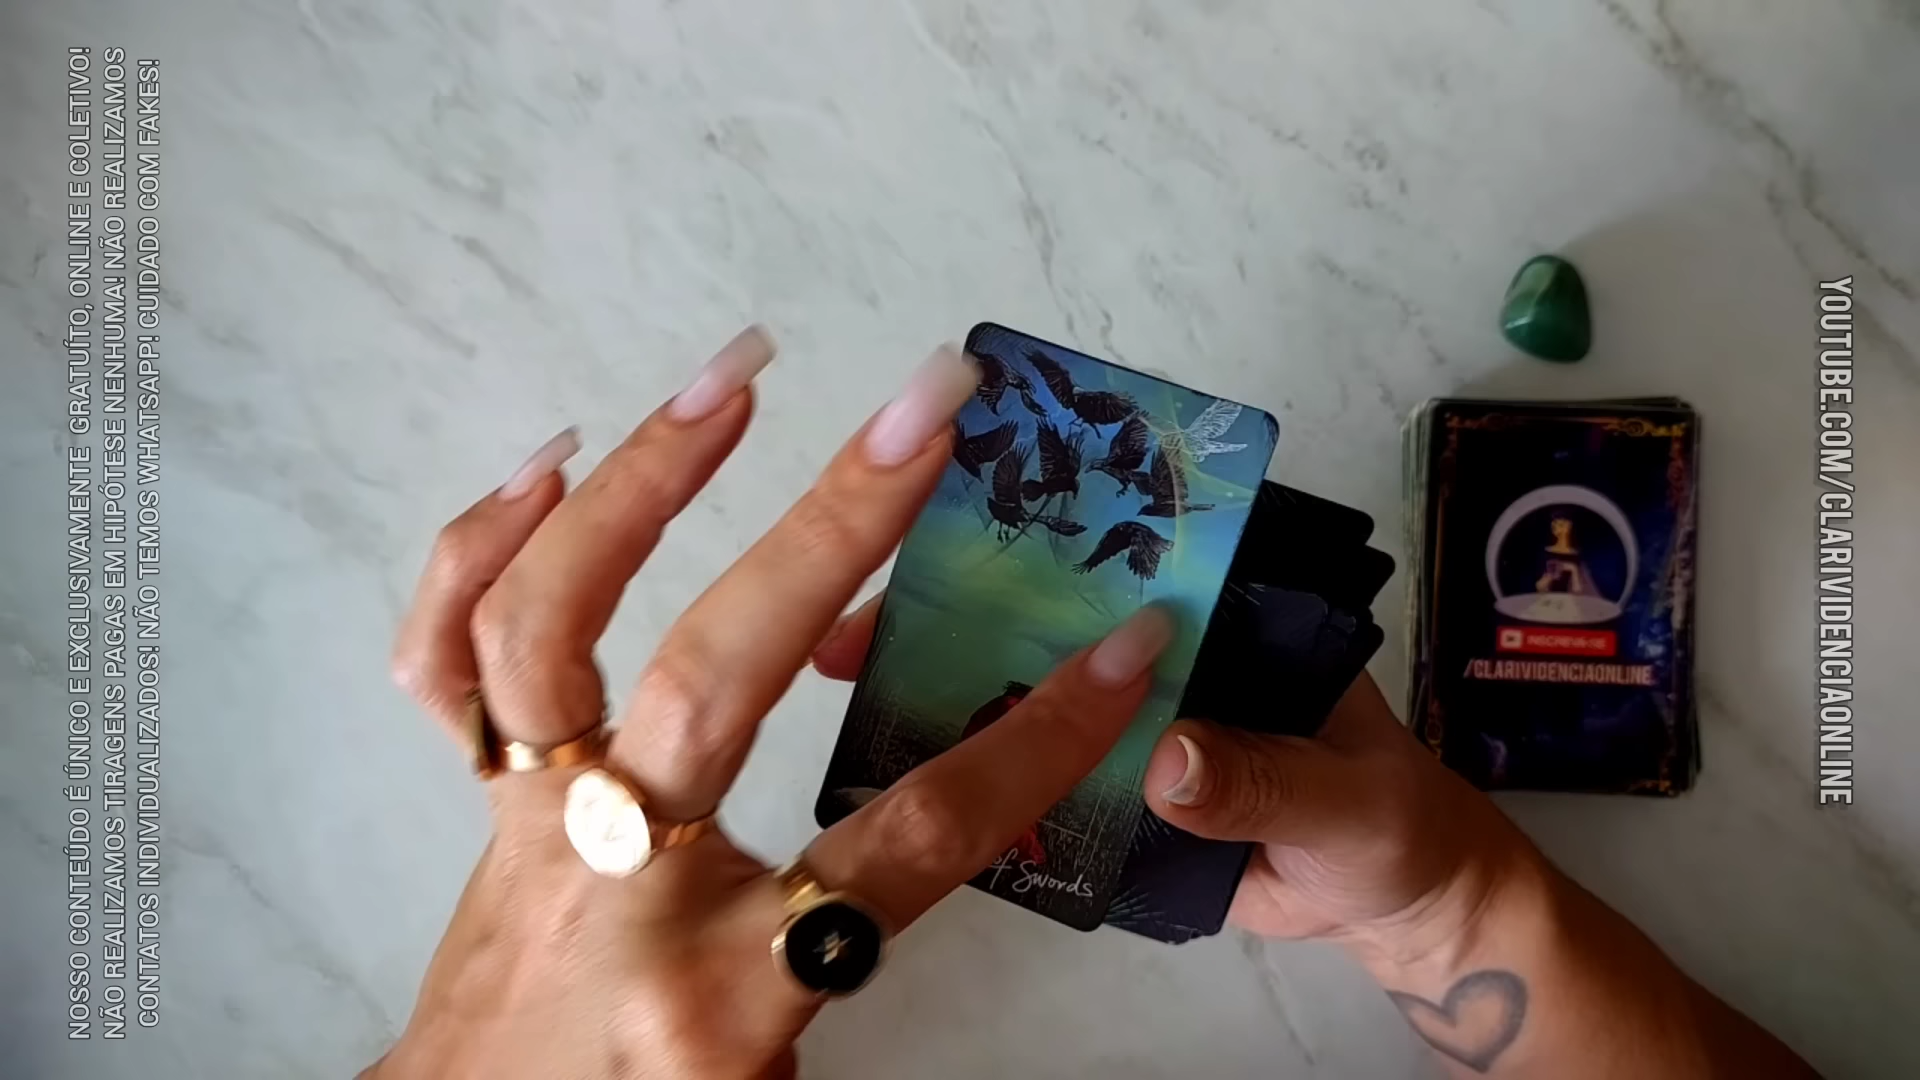 NOSSO CONTEÚDO É ÚNICO E EXCLUSIVAMENTE GRATUÍTO, ONLINE E COLETIVO!
NÃO REALIZAMOS TIRAGENS PAGAS EM HIPÓTESE NENHUMA! NÃO REALIZAMOS
CONTATOS INDIVIDUALIZADOS! NÃO TEMOS WHATSAPP! CUIDADO COM FAKES!
of Swords
INSCREVA-SE
/CLARIVIDENCIAONLINE
YOUTUBE.COM/CLARIVIDENCIAONLINE